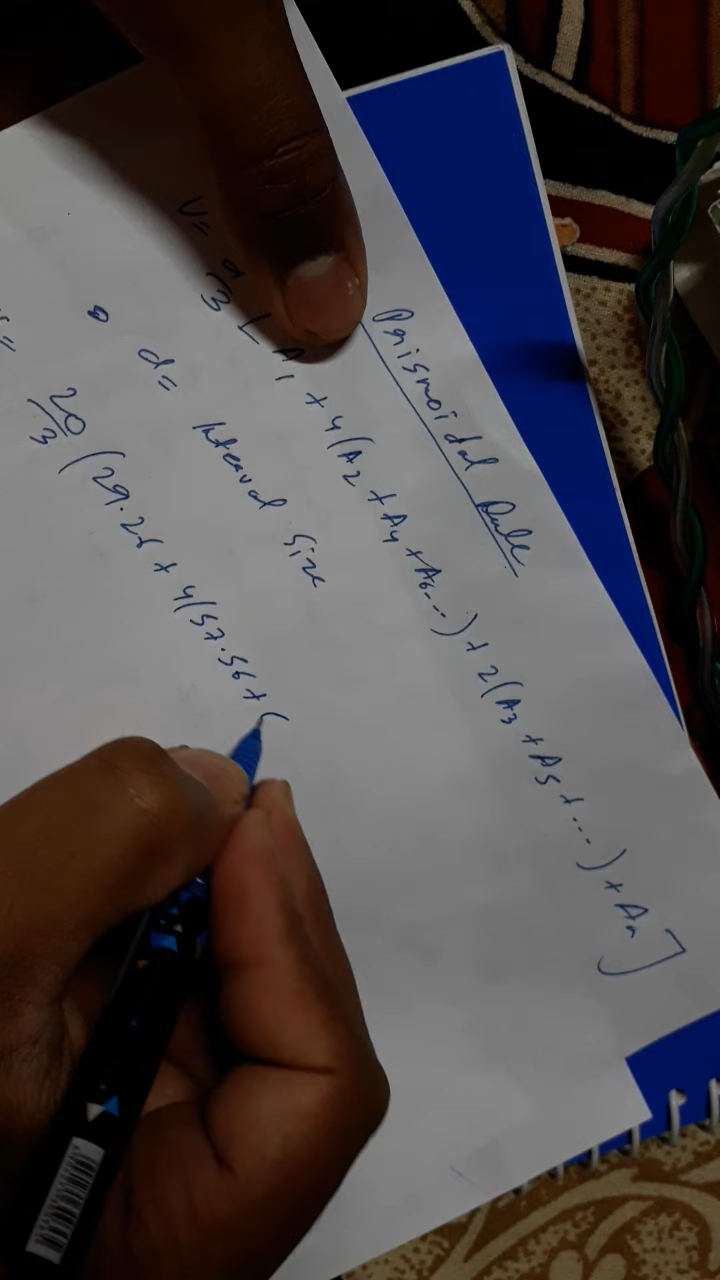 Prismoidal Rule
V = d/3 [A1 + 4(A2 + A4 + A6...) + 2(A3 + A5 + ...) + An]
d = Interval Size
= 20/3 (29.25 + 4(57.56 + (